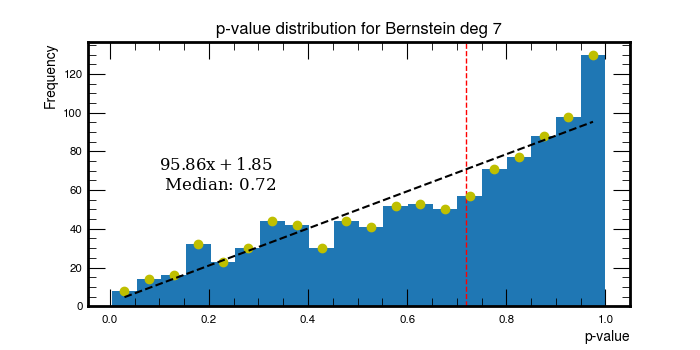 p-value distribution for Bernstein deg 7
Frequency
120
100
80
60
40
20
0
95.86x + 1.85
Median: 0.72
0.0 0.2 0.4 0.6 0.8 1.0
p-value